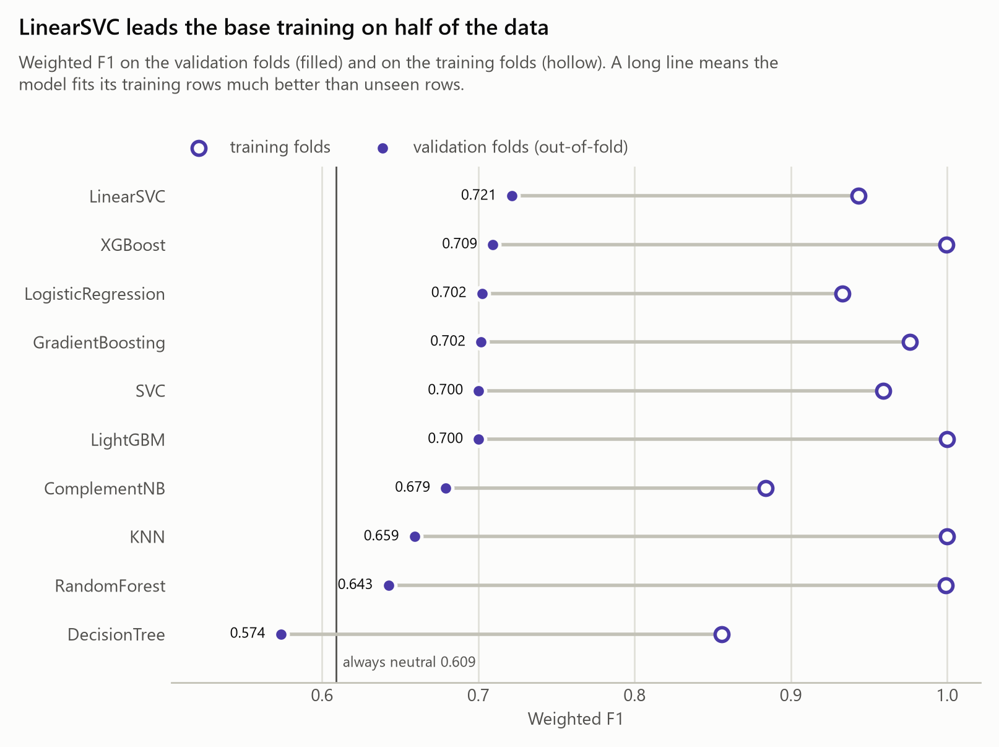 LinearSVC leads the base training on half of the data
Weighted F1 on the validation folds (filled) and on the training folds (hollow). A long line means the
model fits its training rows much better than unseen rows.
training folds
validation folds (out-of-fold)
LinearSVC
0.721
XGBoost
0.709
LogisticRegression
0.702
GradientBoosting
0.702
SVC
0.700
LightGBM
0.700
ComplementNB
0.679
KNN
0.659
RandomForest
0.643
DecisionTree
0.574
always neutral 0.609
0.6
0.7
0.8
0.9
1.0
Weighted F1